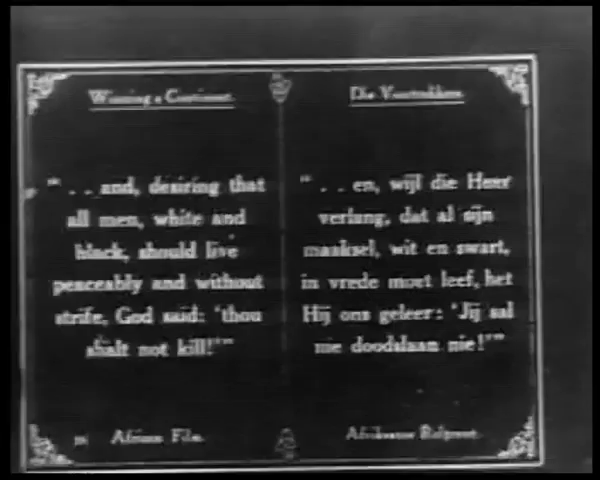 Winning a Continent.
". . and, desiring that
all men, white and
black, should live
peaceably and without
strife, God said: 'thou
shalt not kill!'"
African Film.
Die Voortrekkers.
". . en, wijl die Heer
verlang, dat al sijn
maaksel, wit en swart,
in vrede moet leef, het
Hij ons geleer: 'Jij sal
nie doodslaan nie!'"
Afrikaanse Rolprent.